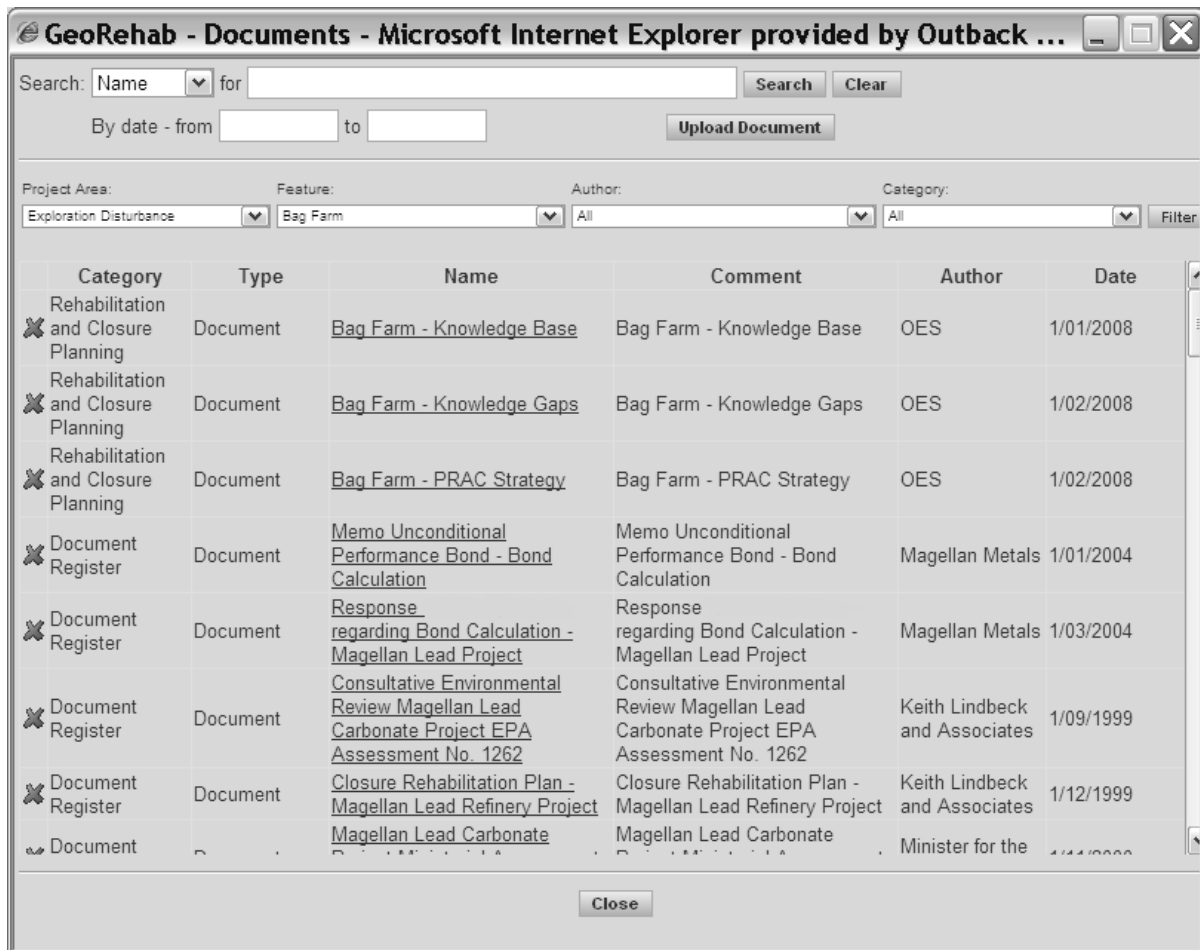 GeoRehab - Documents - Microsoft Internet Explorer provided by Outback ...
Search: Name for Search Clear
By date - from to Upload Document
Project Area: Feature: Author: Category:
Exploration Disturbance Bag Farm All All Filter
Category Type Name Comment Author Date
Rehabilitation
and Closure Document Bag Farm - Knowledge Base Bag Farm - Knowledge Base OES 1/01/2008
Planning
Rehabilitation
and Closure Document Bag Farm - Knowledge Gaps Bag Farm - Knowledge Gaps OES 1/02/2008
Planning
Rehabilitation
and Closure Document Bag Farm - PRAC Strategy Bag Farm - PRAC Strategy OES 1/02/2008
Planning
Memo Unconditional Memo Unconditional
Document Register Document Performance Bond - Bond Performance Bond - Bond Magellan Metals 1/01/2004
Calculation Calculation
Response Response
Document Register Document regarding Bond Calculation - regarding Bond Calculation - Magellan Metals 1/03/2004
Magellan Lead Project Magellan Lead Project
Consultative Environmental Consultative Environmental
Document Review Magellan Lead Review Magellan Lead Keith Lindbeck
Register Document Carbonate Project EPA Carbonate Project EPA and Associates 1/09/1999
Assessment No. 1262 Assessment No. 1262
Document Closure Rehabilitation Plan - Closure Rehabilitation Plan - Keith Lindbeck
Register Document Magellan Lead Refinery Project Magellan Lead Refinery Project and Associates 1/12/1999
Document Magellan Lead Carbonate Magellan Lead Carbonate Minister for the
Close